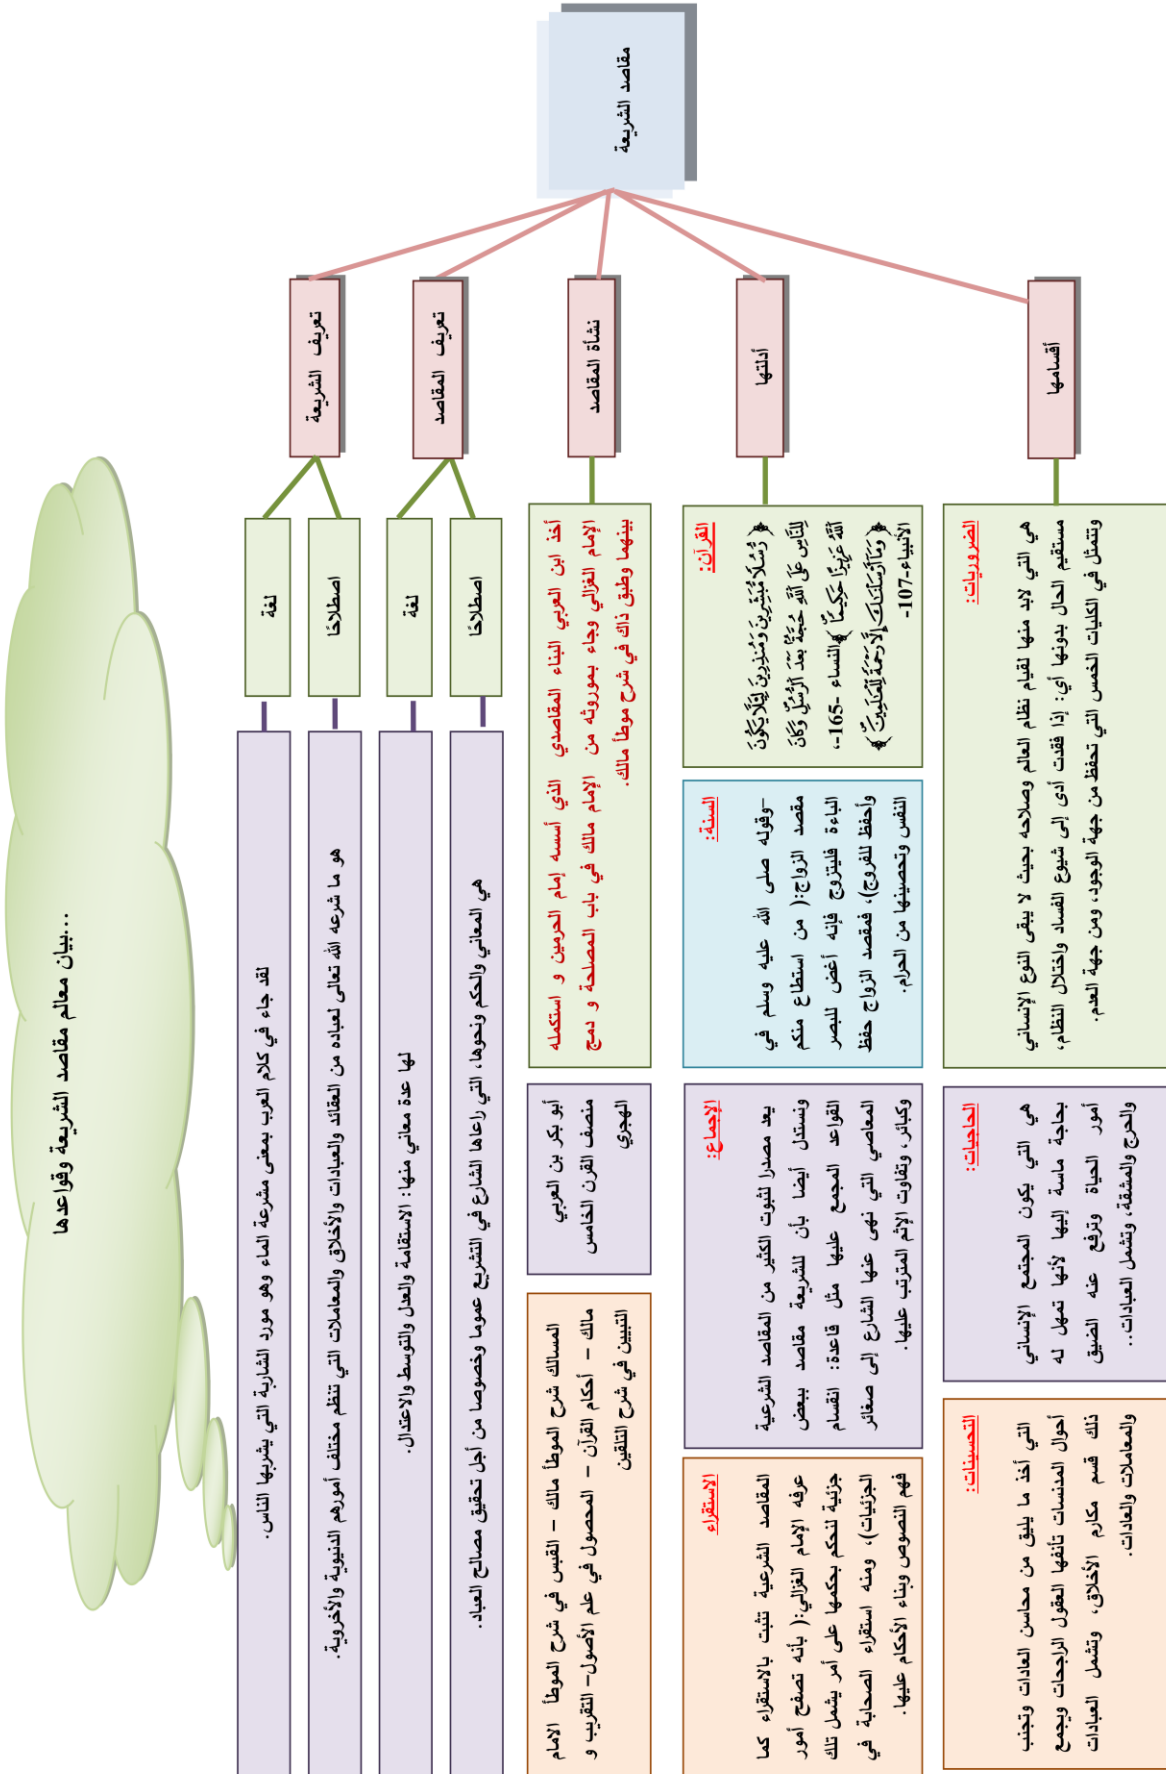 بيان معالم مقاصد الشريعة وقواعدها...
مقاصد الشريعة
تعريف الشريعة
لغة
لقد جاء في كلام العرب بمعنى مشرعة الماء وهو مورد الشاربة التي يشربها الناس.
اصطلاحًا
هو ما شرعه الله تعالى لعباده من العقائد والعبادات والأخلاق والمعاملات التي تنظم مختلف أمورهم الدنيوية والأخروية.
تعريف المقاصد
لغة
لها عدة معاني منها: الاستقامة والعدل والتوسط والاعتدال.
اصطلاحًا
هي المعاني والحكم ونحوها، التي راعاها الشارع في التشريع عموما وخصوصا من أجل تحقيق مصالح العباد.
نشأة المقاصد
أخذ ابن العربي البناء المقاصدي الذي أسسه إمام الحرمين و استكمله
الإمام الغزالي وجاء بموروثه من الإمام مالك في باب المصلحة و دمج
بينهما وطبق ذاك في شرح موطأ مالك.
أبو بكر بن العربي
منصف القرن الخامس
الهجري
المسالك شرح الموطأ مالك – القبس في شرح الموطأ الامام
مالك – أحكام القرآن – المحصول في علم الأصول– التقريب و
التبيين في شرح التلقين
أدلتها
القرآن:
﴿ رُّسُلًا مُّبَشِّرِينَ وَمُنذِرِينَ لِئَلَّا يَكُونَ
لِلنَّاسِ عَلَى اللَّهِ حُجَّةٌ بَعْدَ الرُّسُلِ وَكَانَ
اللَّهُ عَزِيزًا حَكِيمًا ﴾النساء -165-،
﴿ وَمَا أَرْسَلْنَاكَ إِلَّا رَحْمَةً لِّلْعَالَمِينَ ﴾
الأنبياء-107-
السنة:
-وقوله صلى الله عليه وسلم في
مقصد الزواج:( من استطاع منكم
الباءة فليتزوج فإنه أغض للبصر
وأحفظ للفروج)، فمقصد الزواج حفظ
النفس وتحصينها من الحرام.
الإجماع:
يعد مصدرا لثبوت الكثير من المقاصد الشرعية
ونستدل أيضا بأن للشريعة مقاصد ببعض
القواعد المجمع عليها مثل قاعدة: انقسام
المعاصي التي نهى عنها الشارع إلى صغائر
وكبائر، وتفاوت الإثم المترتب عليها.
الاستقراء
المقاصد الشرعية تثبت بالاستقراء كما
عرفه الإمام الغزالي:( بأنه تصفح أمور
جزئية لنحكم بحكمها على أمر يشمل تلك
الجزئيات)، ومنه استقراء الصحابة في
فهم النصوص وبناء الأحكام عليها.
أقسامها
الضروريات:
هي التي لابد منها لقيام نظام العالم وصلاحه بحيث لا يبقى النوع الإنساني
مستقيم الحال بدونها أي: إذا فقدت أدى إلى شيوع الفساد واختلال النظام،
وتتمثل في الكليات الخمس التي تحفظ من جهة الوجود، ومن جهة العدم.
الحاجيات:
هي التي يكون المجتمع الإنساني
بحاجة ماسة إليها لأنها تمهل له
أمور الحياة وترفع عنه الضيق
والحرج والمشقة، وتشمل العبادات..
التحسينات:
التي أخذ ما يليق من محاسن العادات وتجنب
أحوال المدنسات تأنفها العقول الراجحات ويجمع
ذلك قسم مكارم الأخلاق، وتشمل العبادات
والمعاملات والعادات.